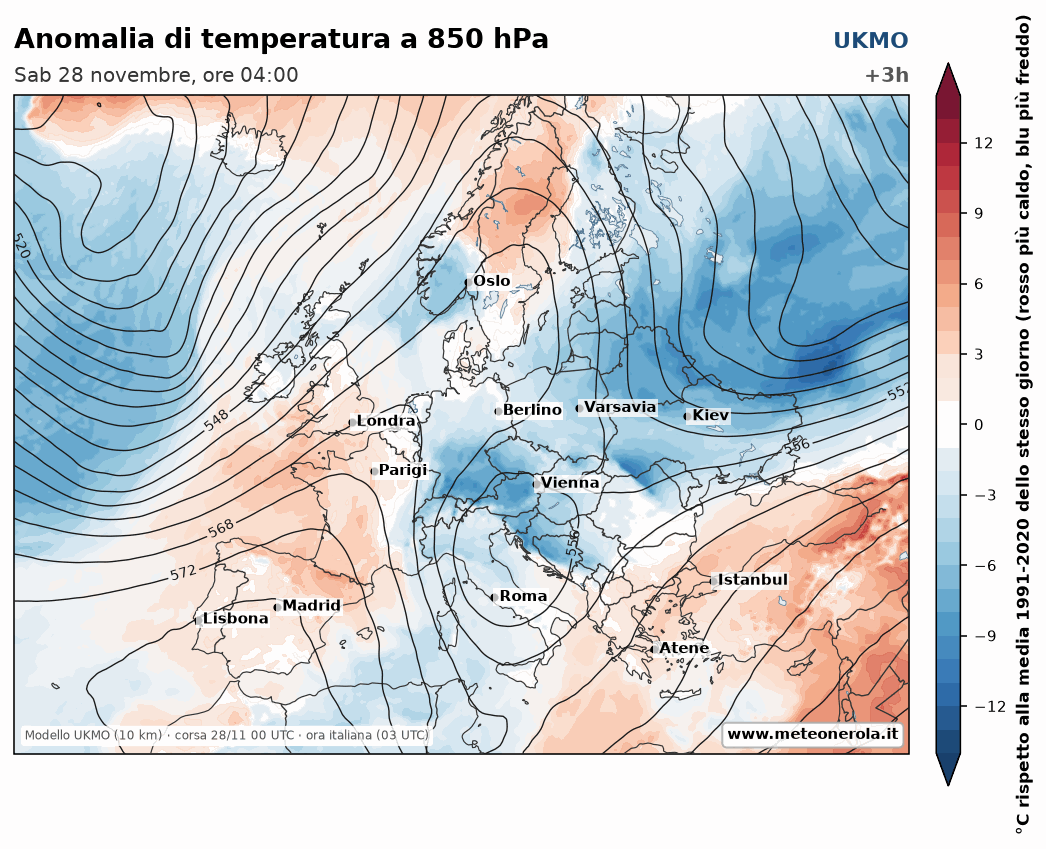 Anomalia di temperatura a 850 hPa
UKMO
Sab 28 novembre, ore 04:00
+3h
520
548
552
556
568
572
556
Oslo
Londra
Berlino
Varsavia
Kiev
Parigi
Vienna
Roma
Istanbul
Madrid
Lisbona
Atene
Modello UKMO (10 km) · corsa 28/11 00 UTC · ora italiana (03 UTC)
www.meteonerola.it
12
9
6
3
0
−3
−6
−9
−12
°C rispetto alla media 1991-2020 dello stesso giorno (rosso più caldo, blu più freddo)